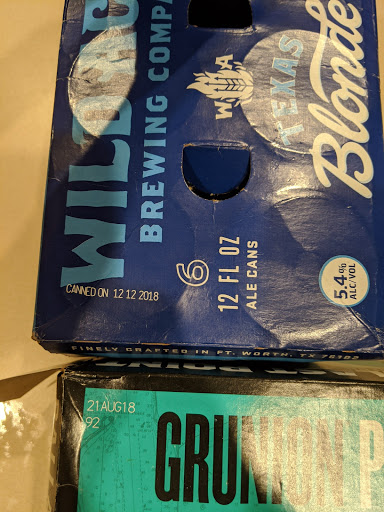 BREWING COMP
TEXAS
Blonde
W A
6
12 FL OZ
ALE CANS
5.4%
ALC/VOL
CANNED ON 12 12 2018
FINELY CRAFTED IN FT. WORTH, TX 76102
21AUG18
92
GRUNION P